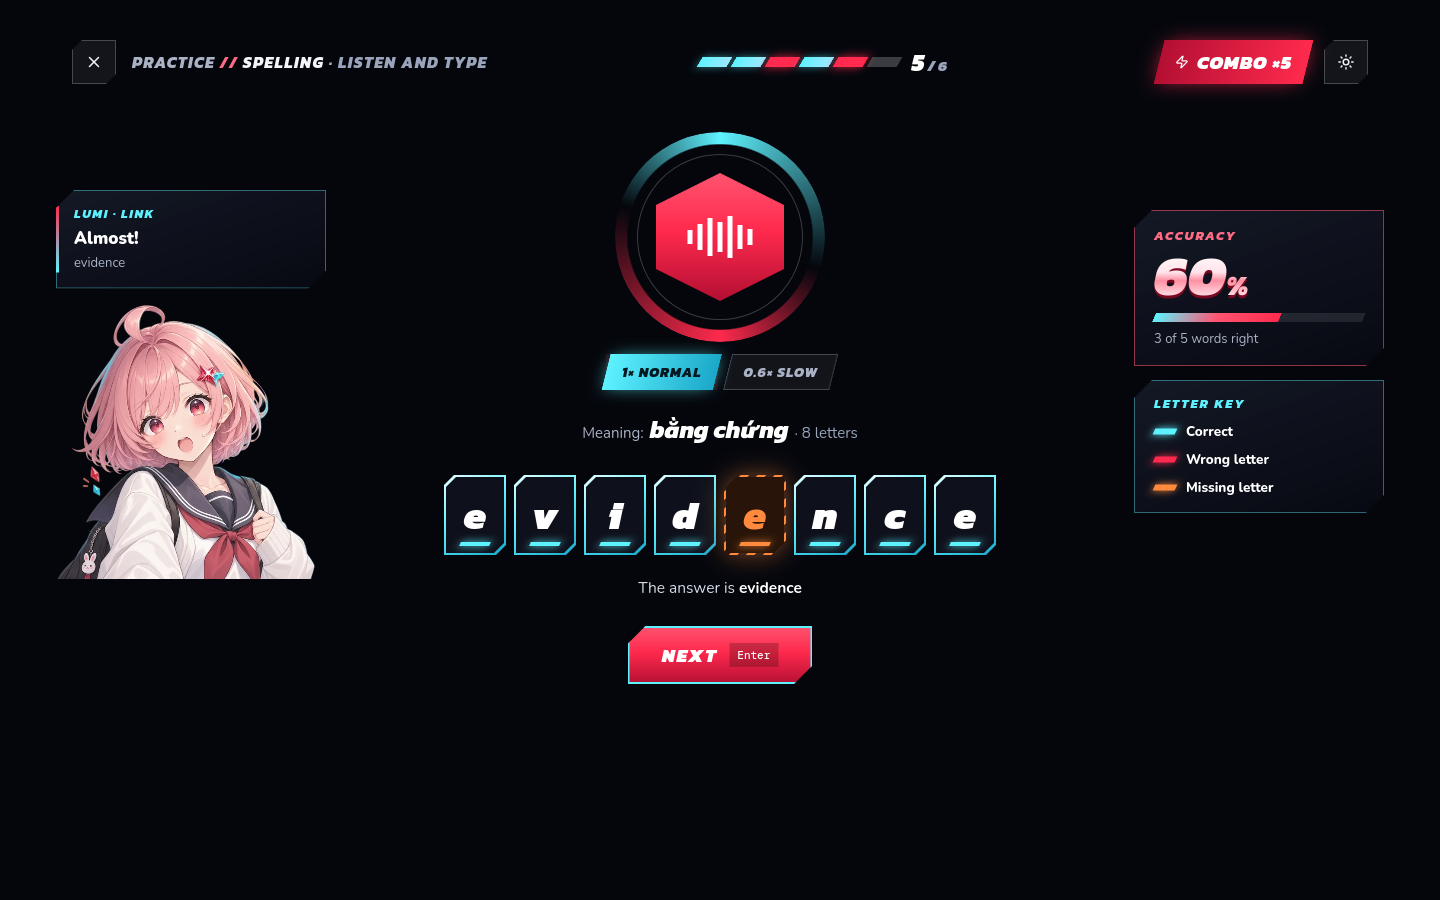 PRACTICE // SPELLING · LISTEN AND TYPE
5 / 6
COMBO ×5
LUMI · LINK
Almost!
evidence
ACCURACY
60%
3 of 5 words right
LETTER KEY
Correct
Wrong letter
Missing letter
1× NORMAL
0.6× SLOW
Meaning: bằng chứng · 8 letters
e v i d e n c e
The answer is evidence
NEXT Enter